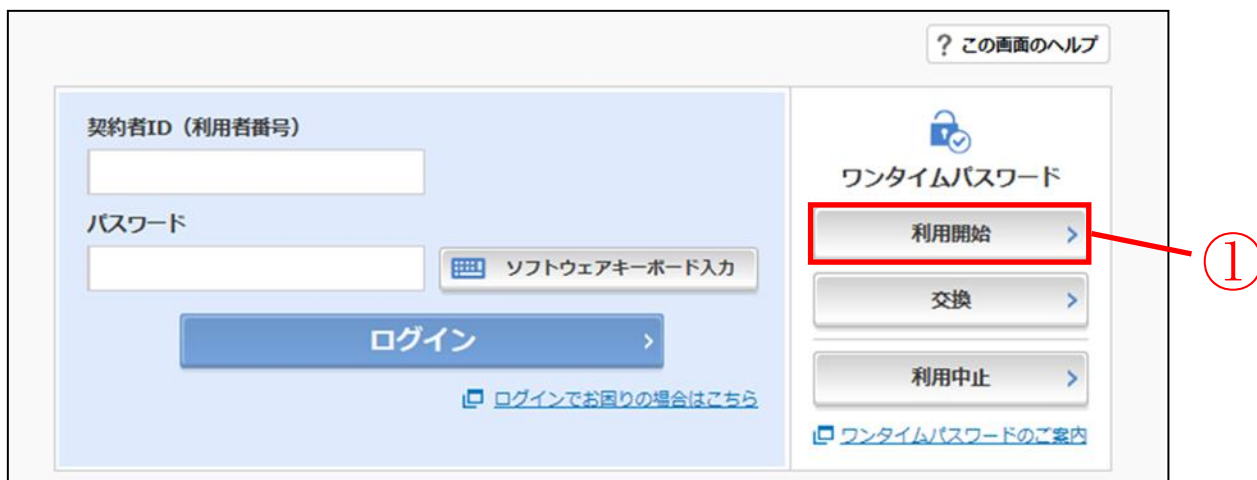 ? この画面のヘルプ
契約者ID（利用者番号）
パスワード
ソフトウェアキーボード入力
ログイン
ログインでお困りの場合はこちら
ワンタイムパスワード
利用開始
①
交換
利用中止
ワンタイムパスワードのご案内